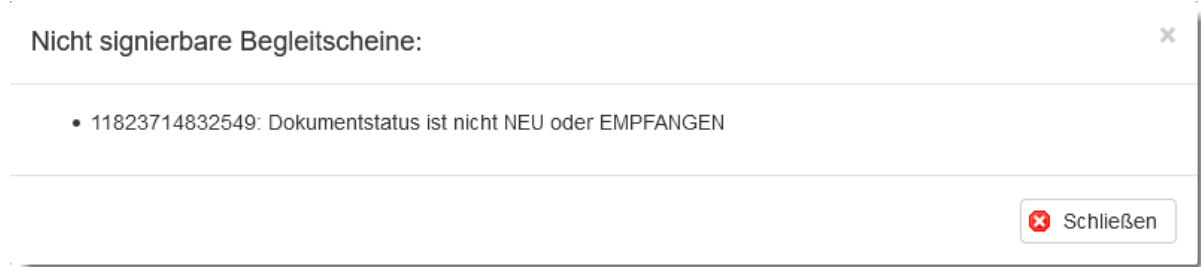 Nicht signierbare Begleitscheine:
×
• 11823714832549: Dokumentstatus ist nicht NEU oder EMPFANGEN
Schließen